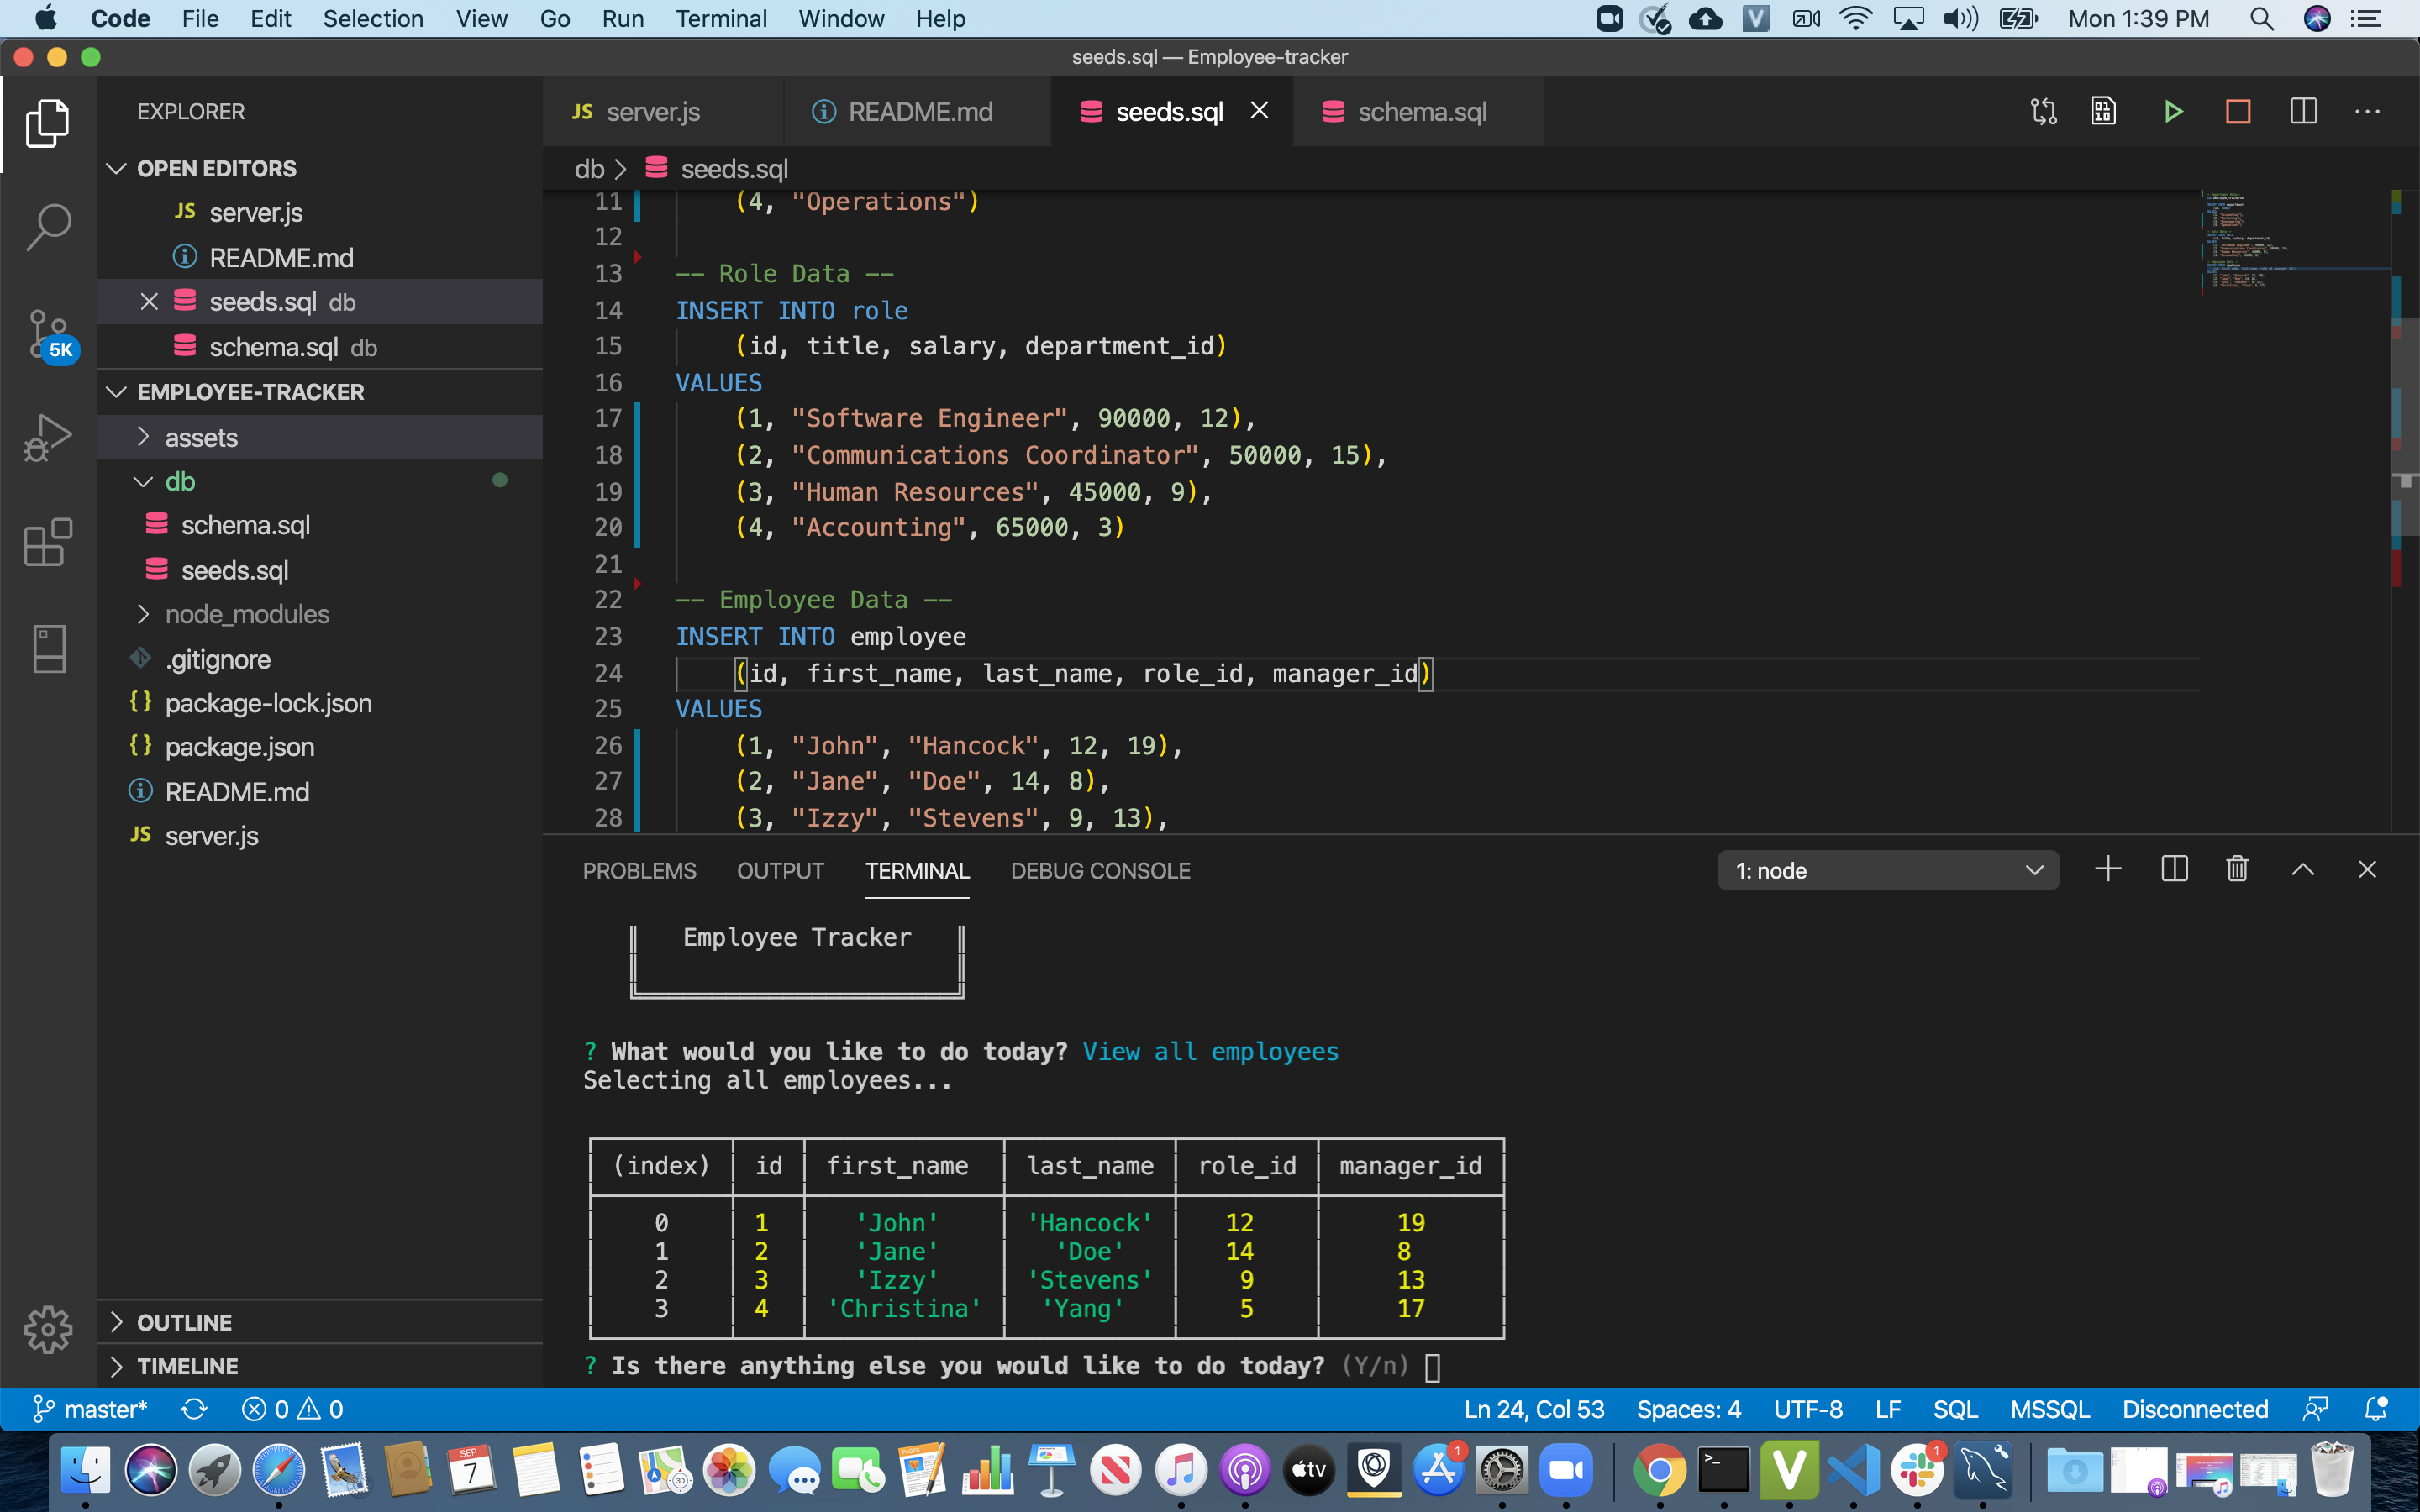 Code File Edit Selection View Go Run Terminal Window Help Mon 1:39 PM
seeds.sql — Employee-tracker
EXPLORER
OPEN EDITORS
JS server.js
README.md
seeds.sql db
schema.sql db
5K
EMPLOYEE-TRACKER
assets
db
schema.sql
seeds.sql
node_modules
.gitignore
{} package-lock.json
{} package.json
README.md
JS server.js
OUTLINE
TIMELINE
JS server.js README.md seeds.sql schema.sql
db > seeds.sql
11 (4, "Operations")
12
13 -- Role Data --
14 INSERT INTO role
15 (id, title, salary, department_id)
16 VALUES
17 (1, "Software Engineer", 90000, 12),
18 (2, "Communications Coordinator", 50000, 15),
19 (3, "Human Resources", 45000, 9),
20 (4, "Accounting", 65000, 3)
21
22 -- Employee Data --
23 INSERT INTO employee
24 (id, first_name, last_name, role_id, manager_id)
25 VALUES
26 (1, "John", "Hancock", 12, 19),
27 (2, "Jane", "Doe", 14, 8),
28 (3, "Izzy", "Stevens", 9, 13),
PROBLEMS OUTPUT TERMINAL DEBUG CONSOLE 1: node
Employee Tracker
? What would you like to do today? View all employees
Selecting all employees...
(index) id first_name last_name role_id manager_id
0 1 'John' 'Hancock' 12 19
1 2 'Jane' 'Doe' 14 8
2 3 'Izzy' 'Stevens' 9 13
3 4 'Christina' 'Yang' 5 17
? Is there anything else you would like to do today? (Y/n)
master* 0 0 Ln 24, Col 53 Spaces: 4 UTF-8 LF SQL MSSQL Disconnected
SEP
7
PAGES
3D
tv
1
>_
V
1